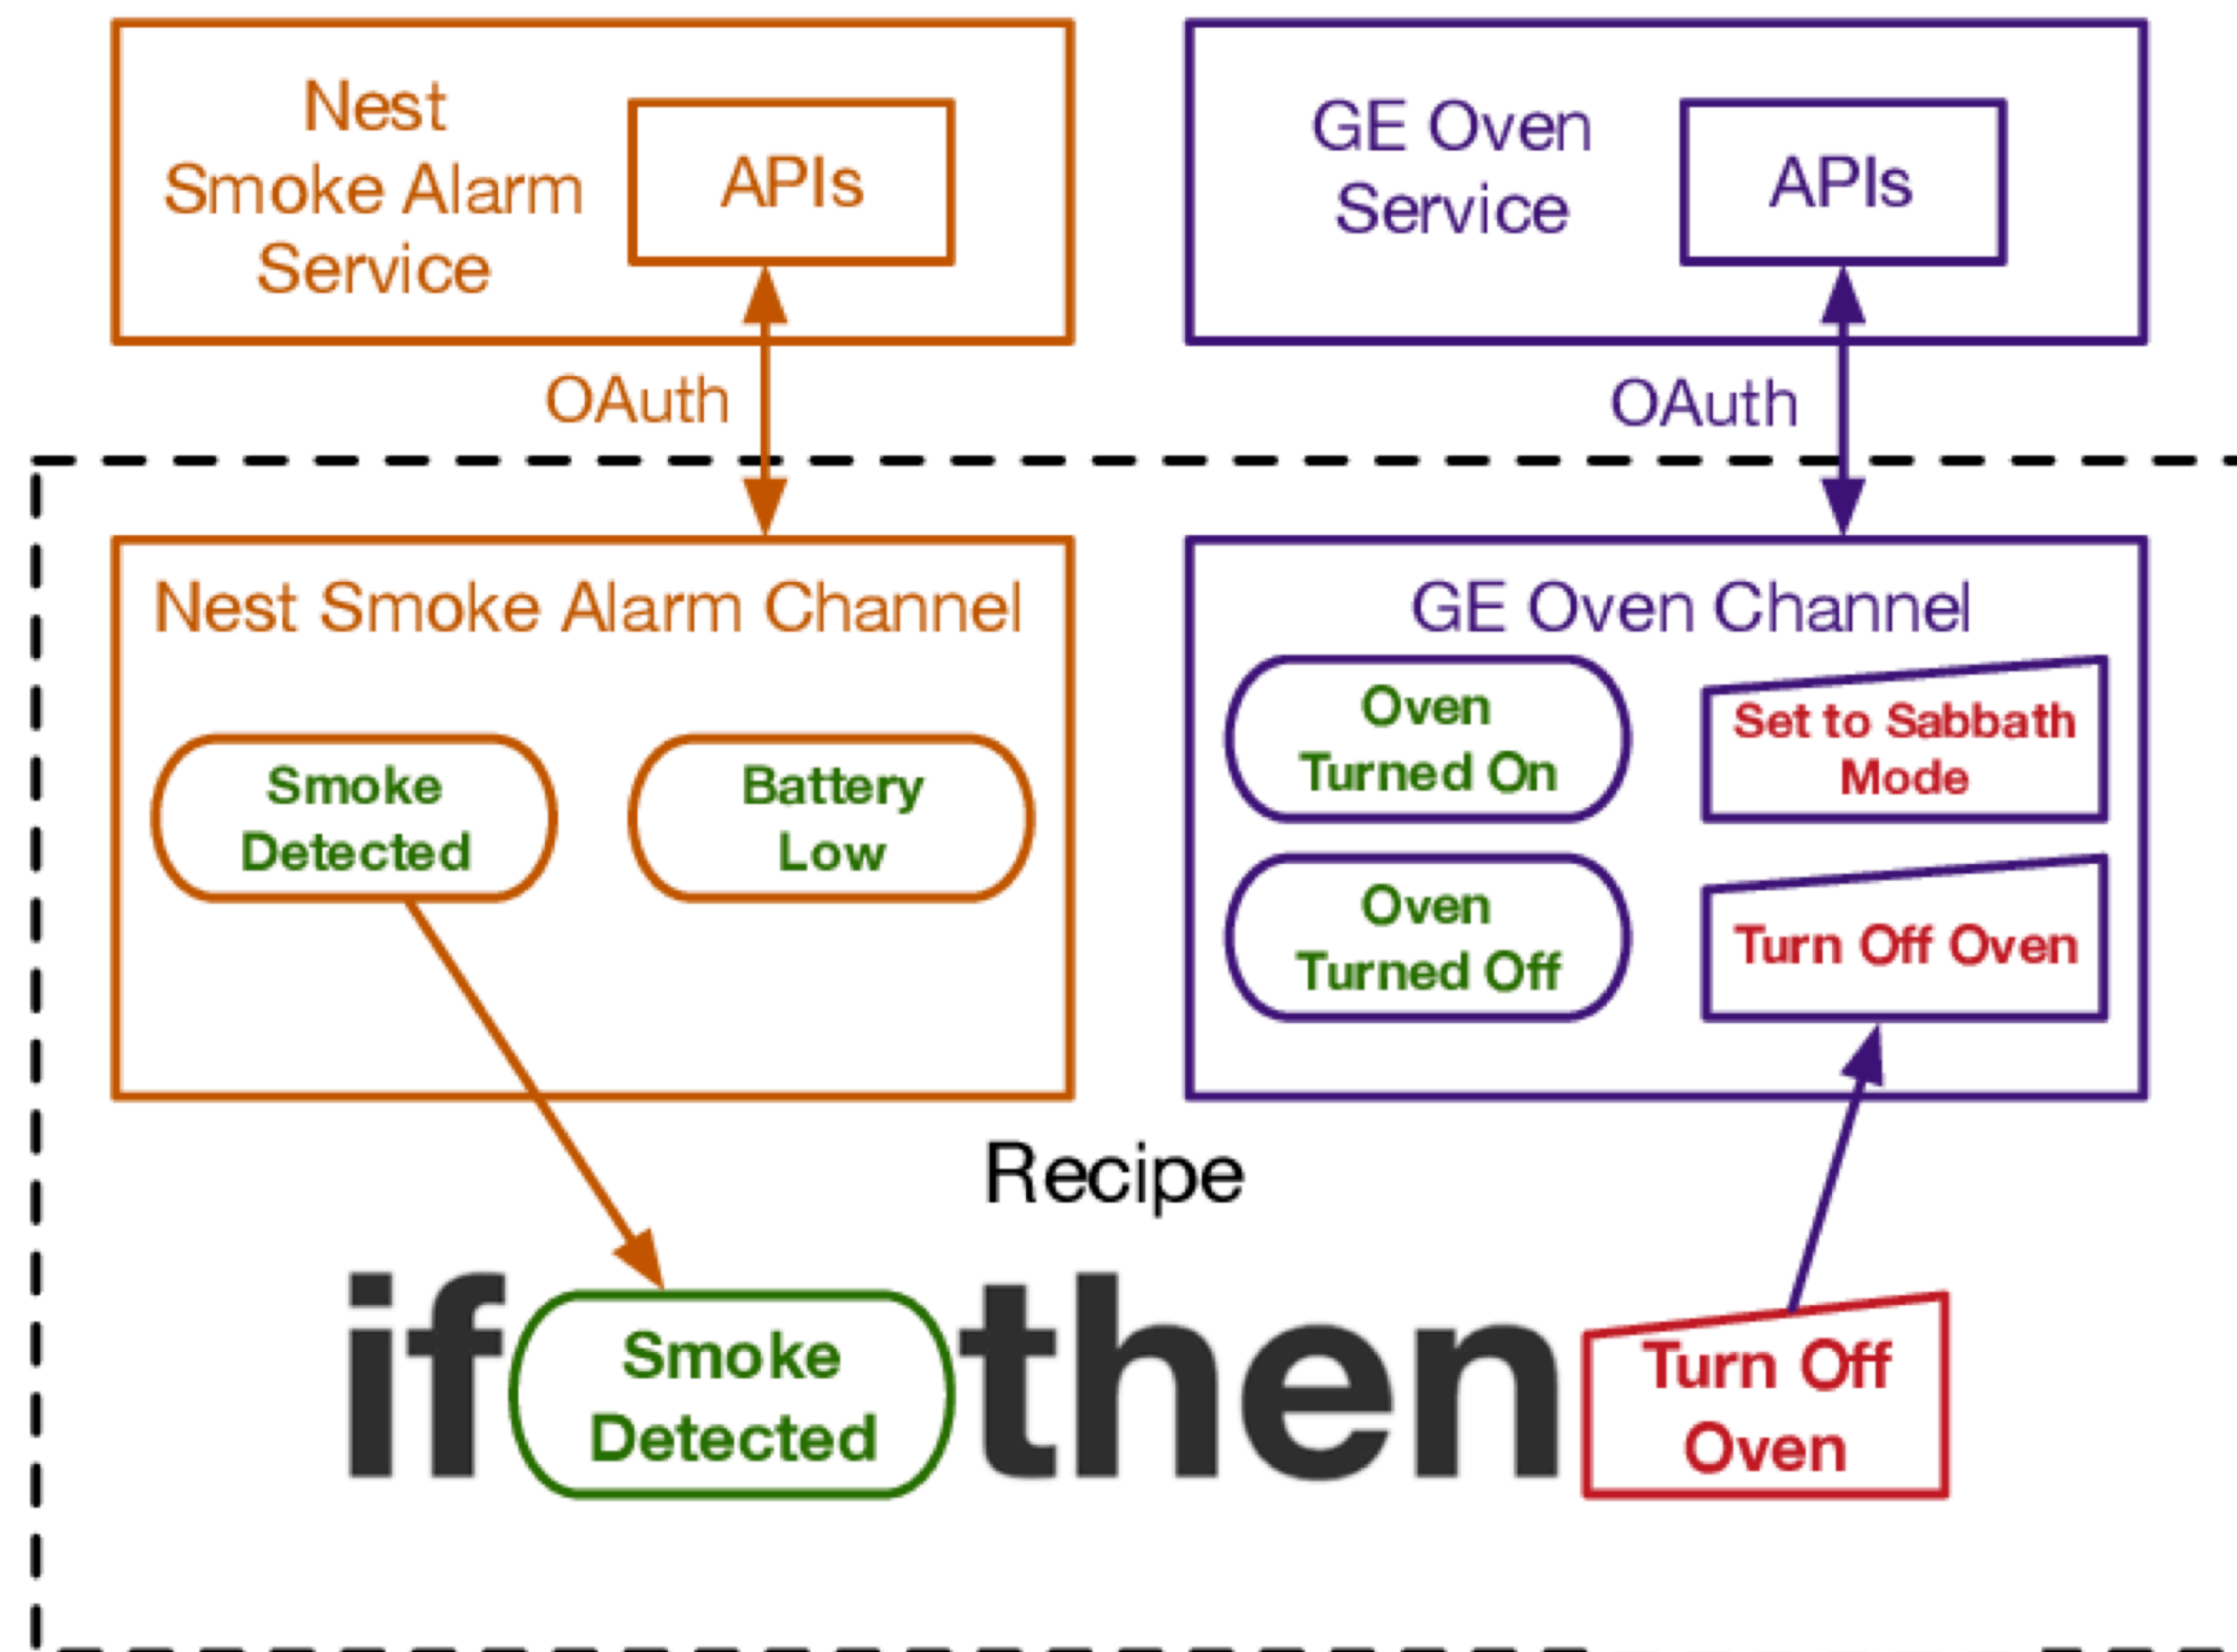 Nest
Smoke Alarm
Service
APIs
GE Oven
Service
APIs
OAuth
OAuth
Nest Smoke Alarm Channel
Smoke
Detected
Battery
Low
GE Oven Channel
Oven
Turned On
Set to Sabbath
Mode
Oven
Turned Off
Turn Off Oven
Recipe
if
Smoke
Detected
then
Turn Off
Oven